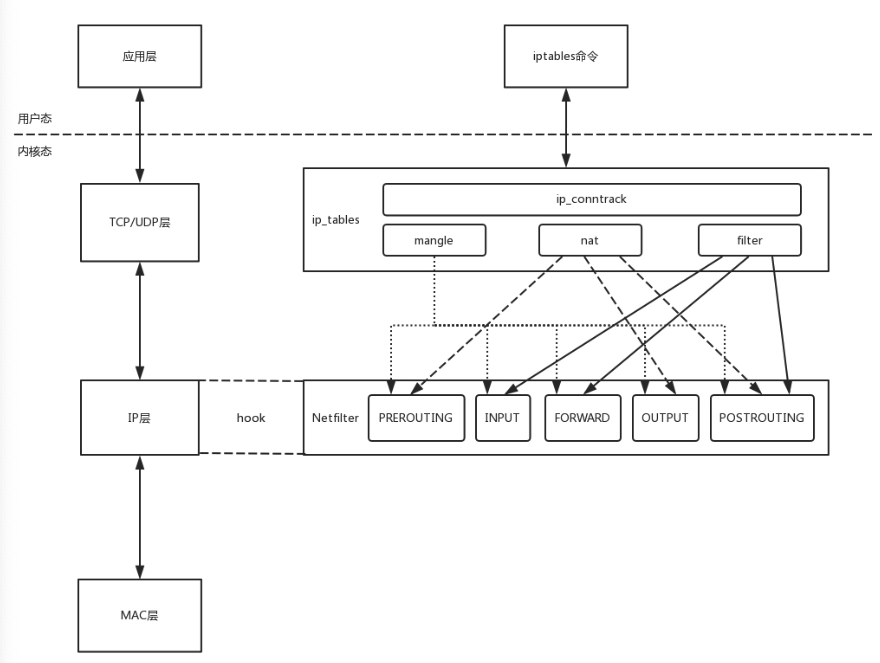 应用层
iptables命令
用户态
内核态
TCP/UDP层
ip_tables
ip_conntrack
mangle
nat
filter
IP层
hook
Netfilter
PREROUTING
INPUT
FORWARD
OUTPUT
POSTROUTING
MAC层